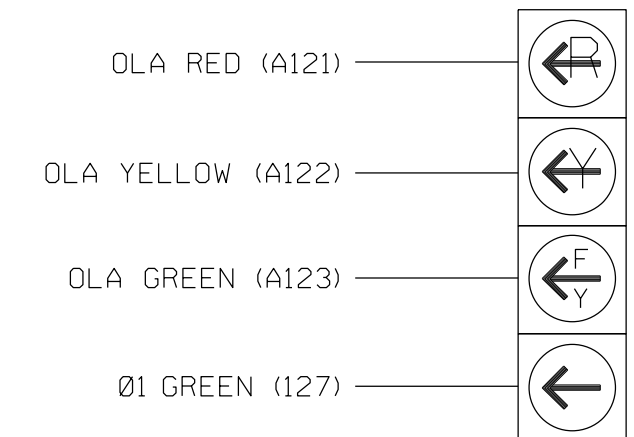 OLA RED (A121)
R
OLA YELLOW (A122)
Y
OLA GREEN (A123)
F
Y
Ø1 GREEN (127)